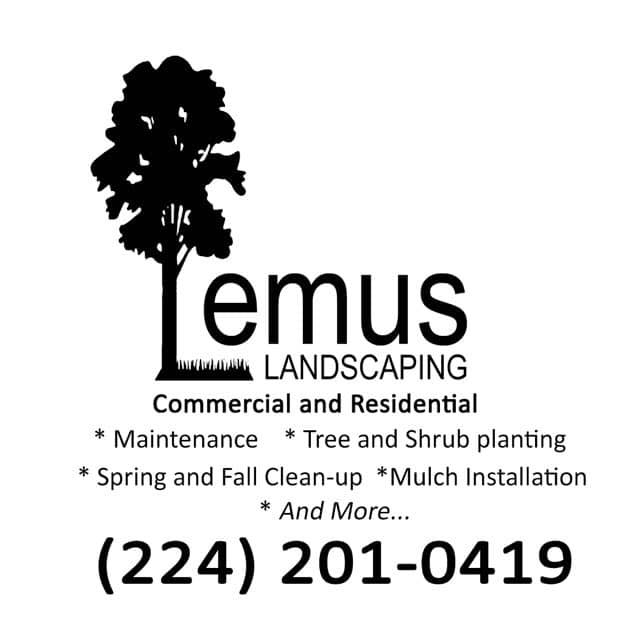 Lemus
LANDSCAPING
Commercial and Residential
* Maintenance * Tree and Shrub planting
* Spring and Fall Clean-up *Mulch Installation
* And More...
(224) 201-0419